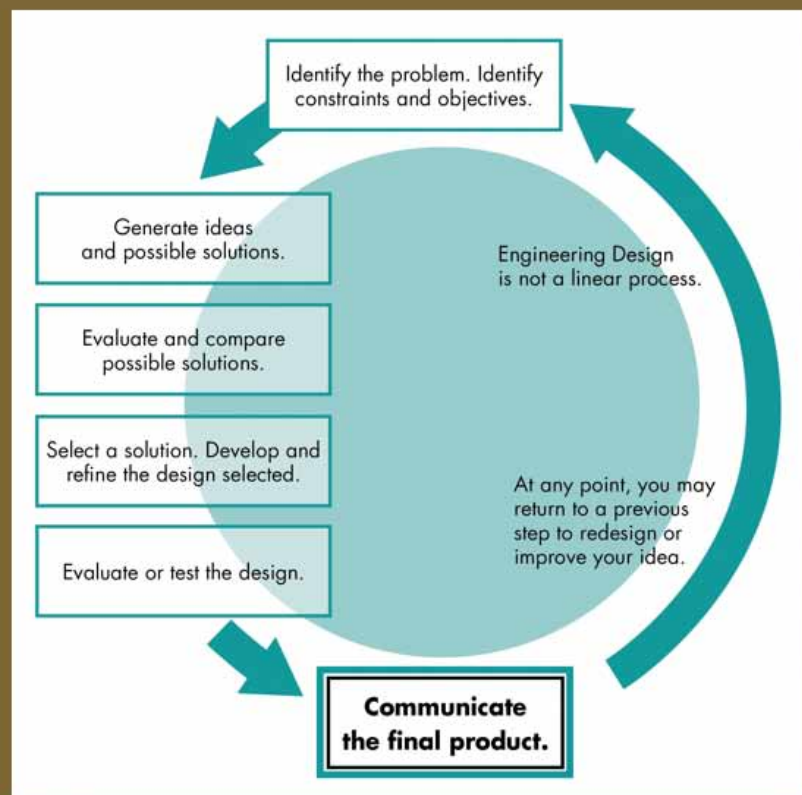 Identify the problem. Identify
constraints and objectives.
Generate ideas
and possible solutions.
Evaluate and compare
possible solutions.
Select a solution. Develop and
refine the design selected.
Evaluate or test the design.
Communicate
the final product.
Engineering Design
is not a linear process.
At any point, you may
return to a previous
step to redesign or
improve your idea.